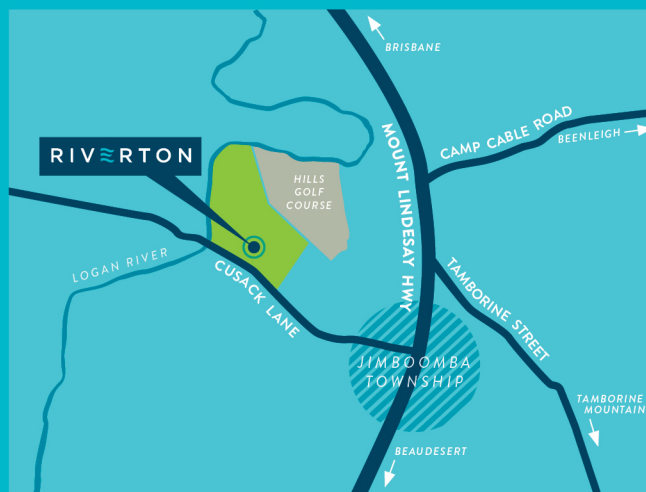 BRISBANE
CAMP CABLE ROAD
BEENLEIGH
MOUNT LINDESAY HWY
RIVERTON
HILLS
GOLF
COURSE
LOGAN RIVER
CUSACK LANE
TAMBORINE STREET
JIMBOOMBA
TOWNSHIP
TAMBORINE
MOUNTAIN
BEAUDESERT